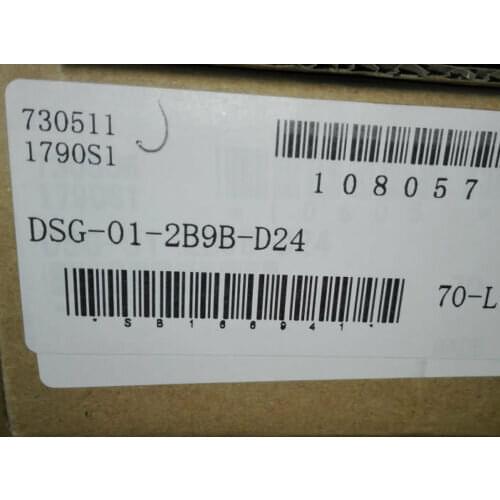 730511
1790S1
108057
DSG-01-2B9B-D24
*SB166941*
70-L